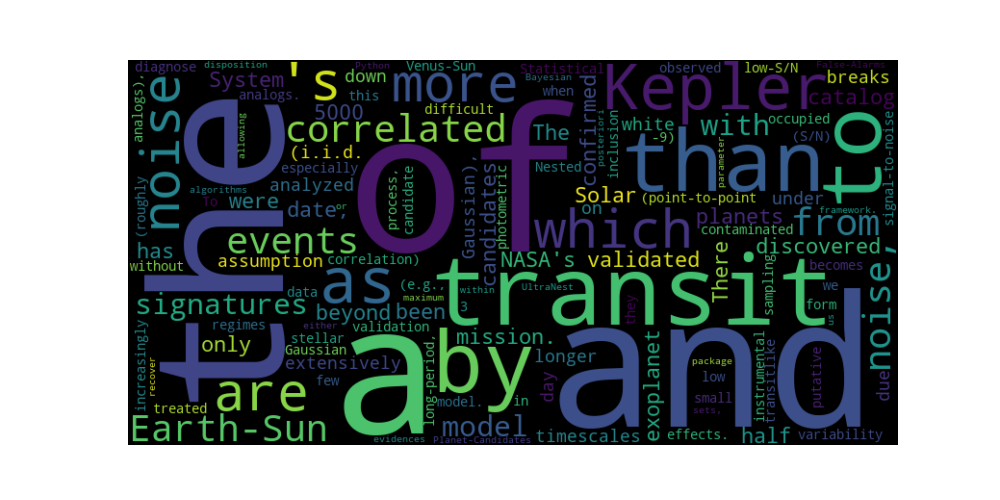 diagnose
disposition
Venus-Sun
Python
Statistical
observed
low-S/N
False-Alarms
System
's
down
more
Bayesian
when
Kepler
breaks
catalog
analogs.
this
5000
difficult
analogs),
noise
the
allowing
correlated
The
confirmed
inclusion
white
with
occupied
-9)
(S/N)
to
signal-to-noise
(i.i.d.
of
than
posterior
parameter
especially
analyzed
process,
candidate
Gaussian),
candidates
photometric
Nested
under
algorithms
To
were
date,
or
Solar
(point-to-point
on
planets
from
framework.
(roughly
has
events
which
contaminated
discovered
noise,
without
assumption
correlation)
NASA's
validated
There
sampling
becomes
as
transit
data
(e.g.,
maximum
within
UltraNest
3
they
we
form
us
signatures
beyond
been
increasingly
regimes
either
validation
mission.
stellar
only
Gaussian
long-period,
by
longer
exoplanet
and
package
instrumental
transitlike
putative
due
recover
extensively
few
a
day
low
small
sets,
treated
are
model.
in
Earth-Sun
evidences
model
Planet-Candidates
timescales
effects.
half
variability